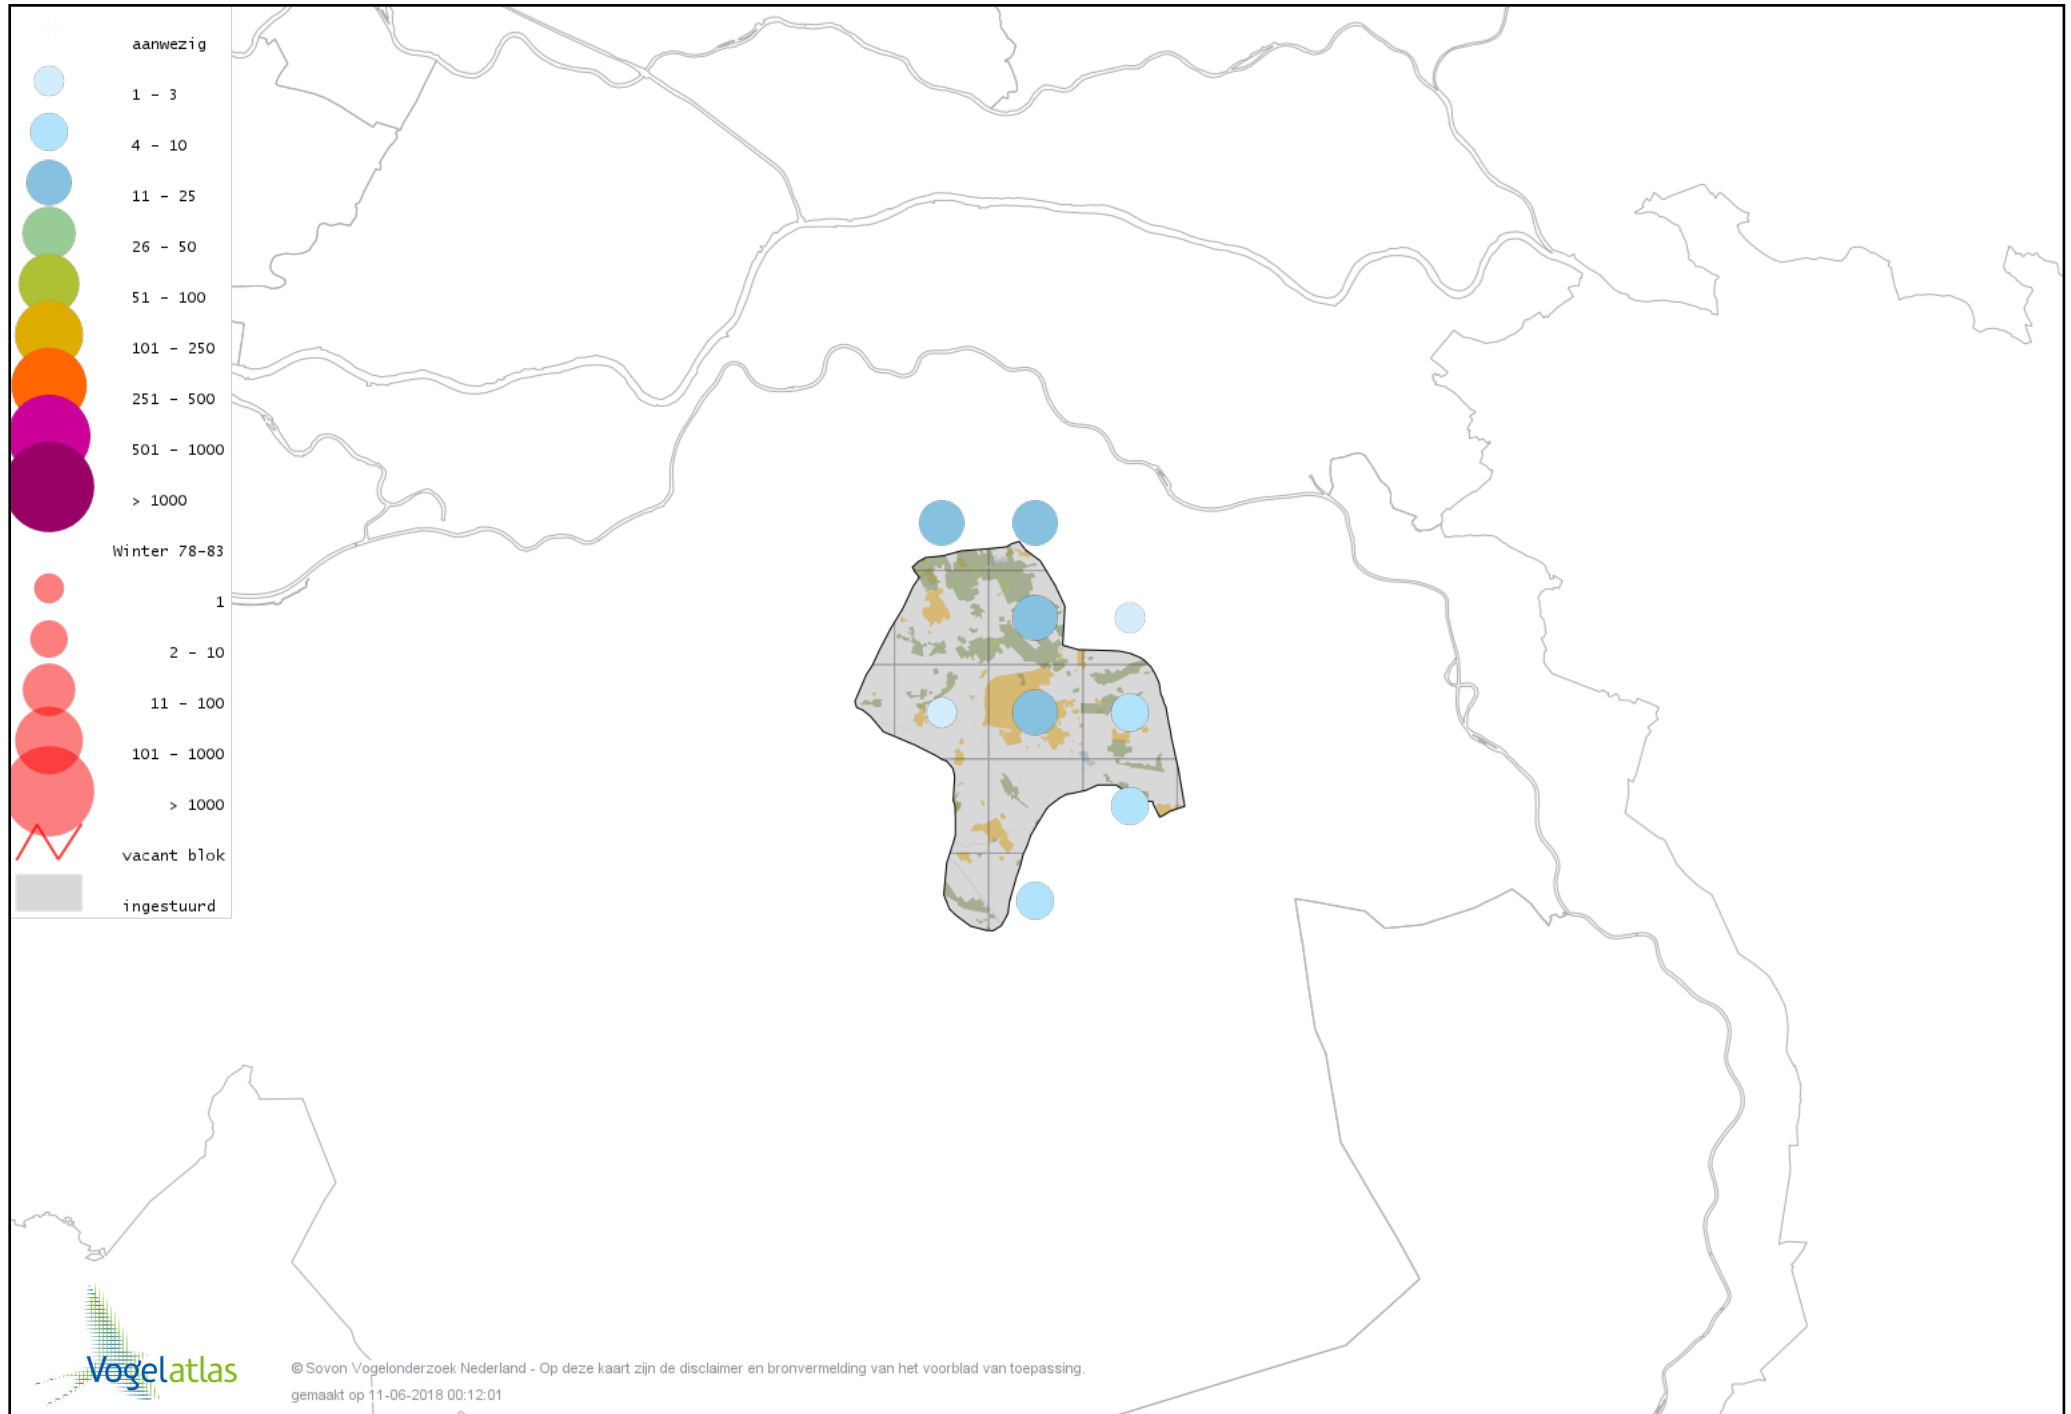 aanwezig
1 - 3
4 - 10
11 - 25
26 - 50
51 - 100
101 - 250
251 - 500
501 - 1000
> 1000
Winter 78-83
1
2 - 10
11 - 100
101 - 1000
> 1000
vacant blok
ingestuurd
Vogelatlas
© Sovon Vogelonderzoek Nederland - Op deze kaart zijn de disclaimer en bronvermelding van het voorblad van toepassing.
gemaakt op 11-06-2018 00:12:01